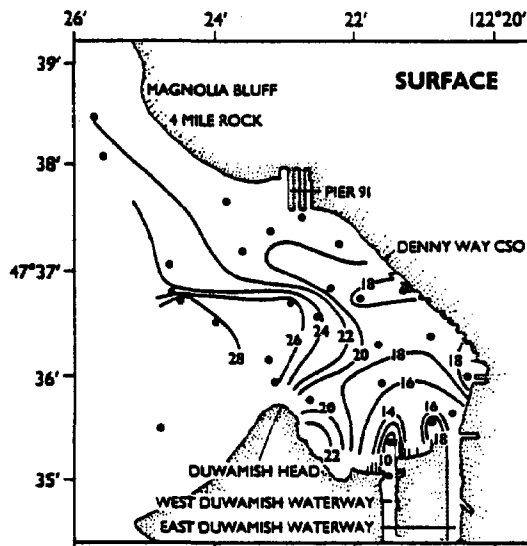 26' 24' 22' 122°20'
39'
SURFACE
MAGNOLIA BLUFF
4 MILE ROCK
38'
PIER 91
DENNY WAY CSO
47°37'
18
28
26
24
22
20
18
16
18
36'
20
22
14
16
10
18
DUWAMISH HEAD
35'
WEST DUWAMISH WATERWAY
EAST DUWAMISH WATERWAY